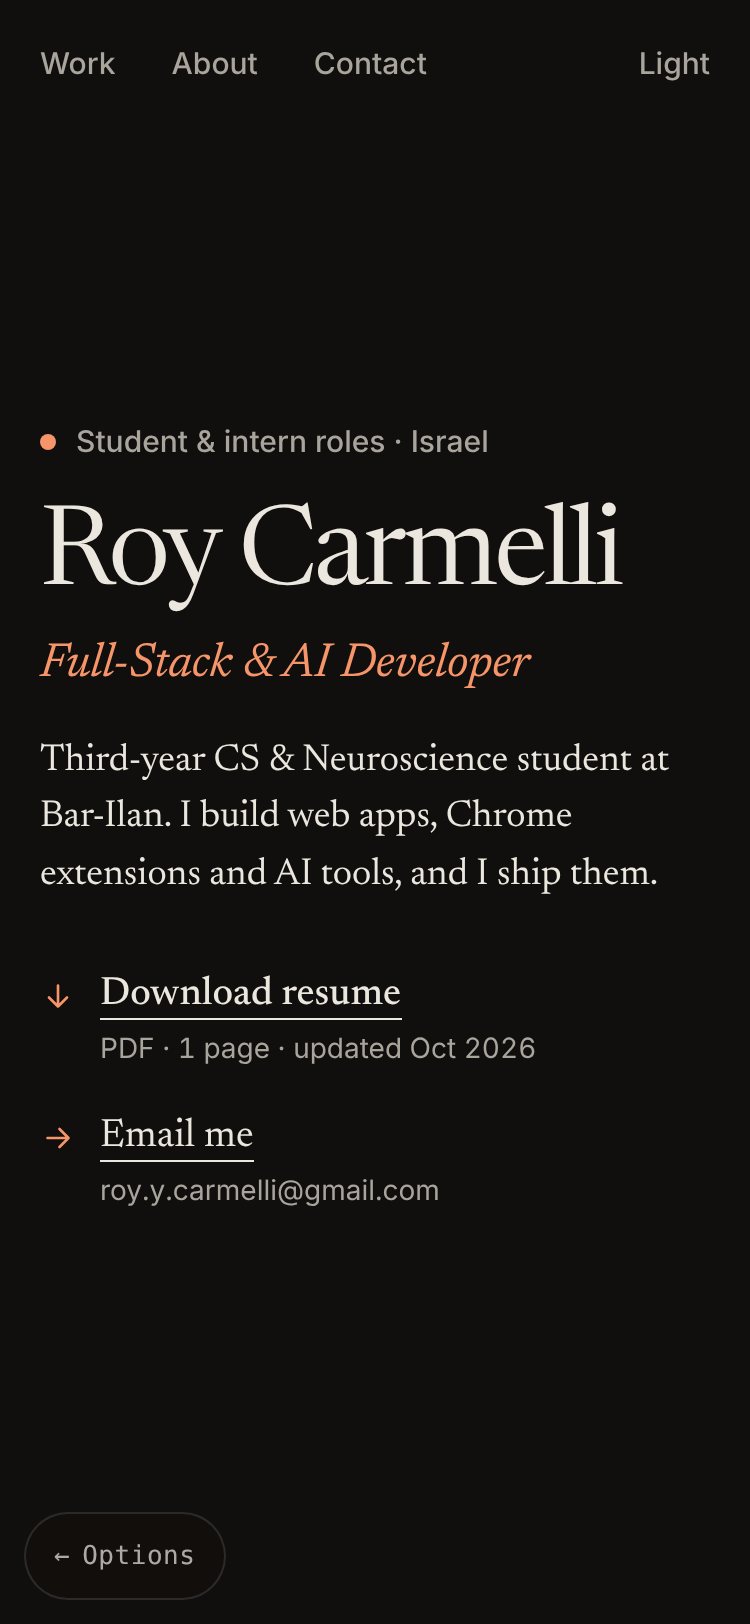 Work About Contact Light
Student & intern roles · Israel
Roy Carmelli
Full-Stack & AI Developer
Third-year CS & Neuroscience student at
Bar-Ilan. I build web apps, Chrome
extensions and AI tools, and I ship them.
↓ Download resume
PDF · 1 page · updated Oct 2026
→ Email me
roy.y.carmelli@gmail.com
← Options